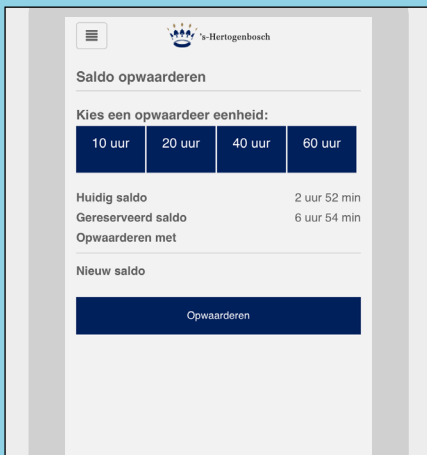 's-Hertogenbosch
Saldo opwaarderen
Kies een opwaardeer eenheid:
10 uur 20 uur 40 uur 60 uur
Huidig saldo 2 uur 52 min
Gereserveerd saldo 6 uur 54 min
Opwaarderen met
Nieuw saldo
Opwaarderen